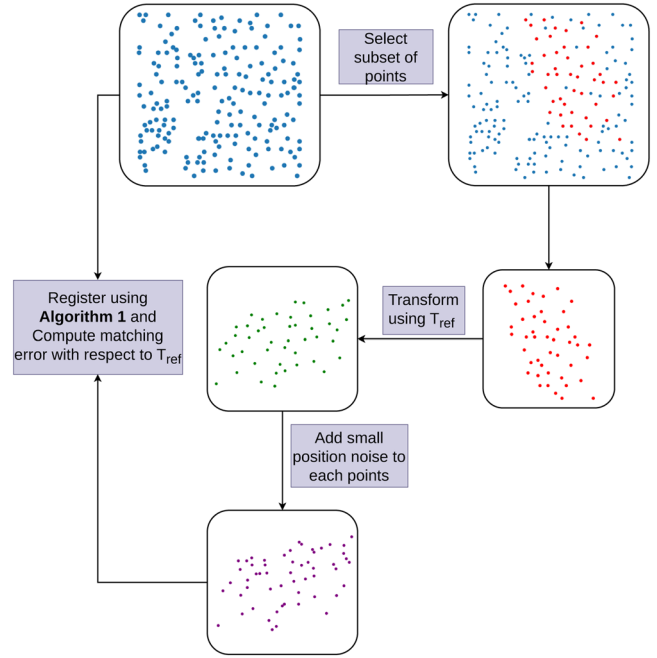 Select
subset of
points
Register using
Algorithm 1 and
Compute matching
error with respect to Tref
Transform
using Tref
Add small
position noise to
each points